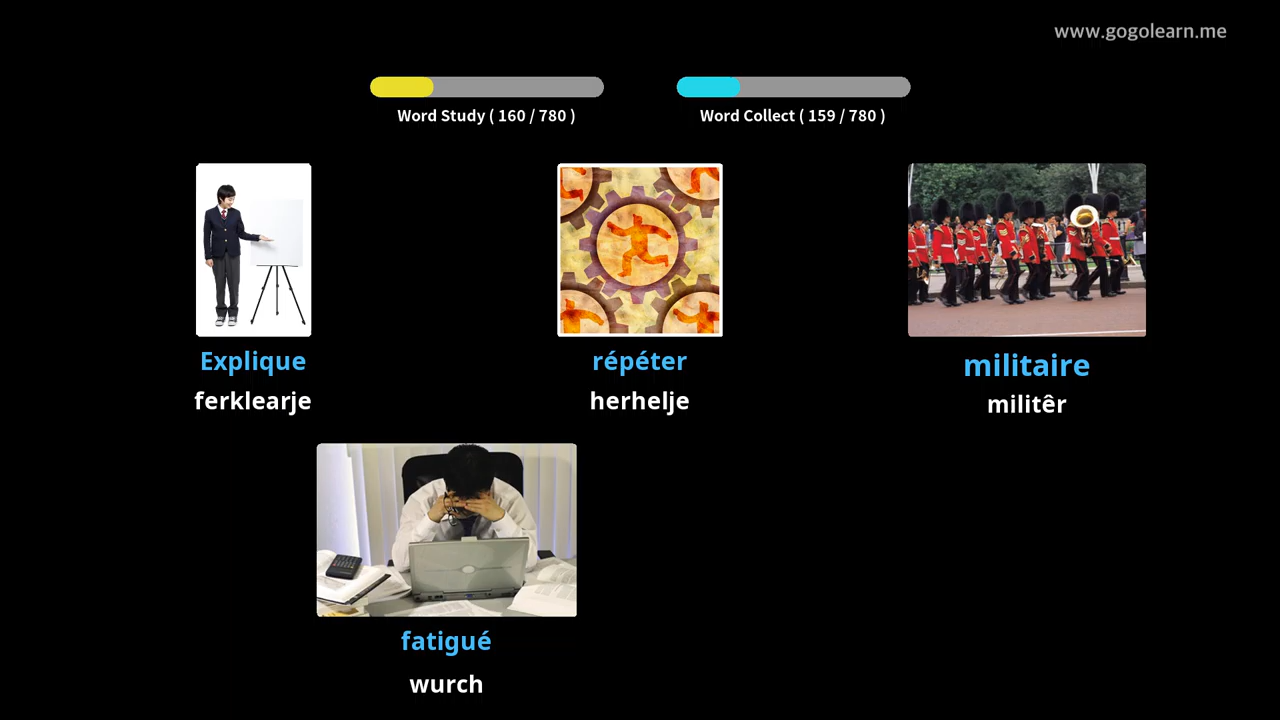 www.gogolearn.me
Word Study ( 160 / 780 )
Word Collect ( 159 / 780 )
Explique
ferklearje
répéter
herhelje
militaire
militêr
fatigué
wurch